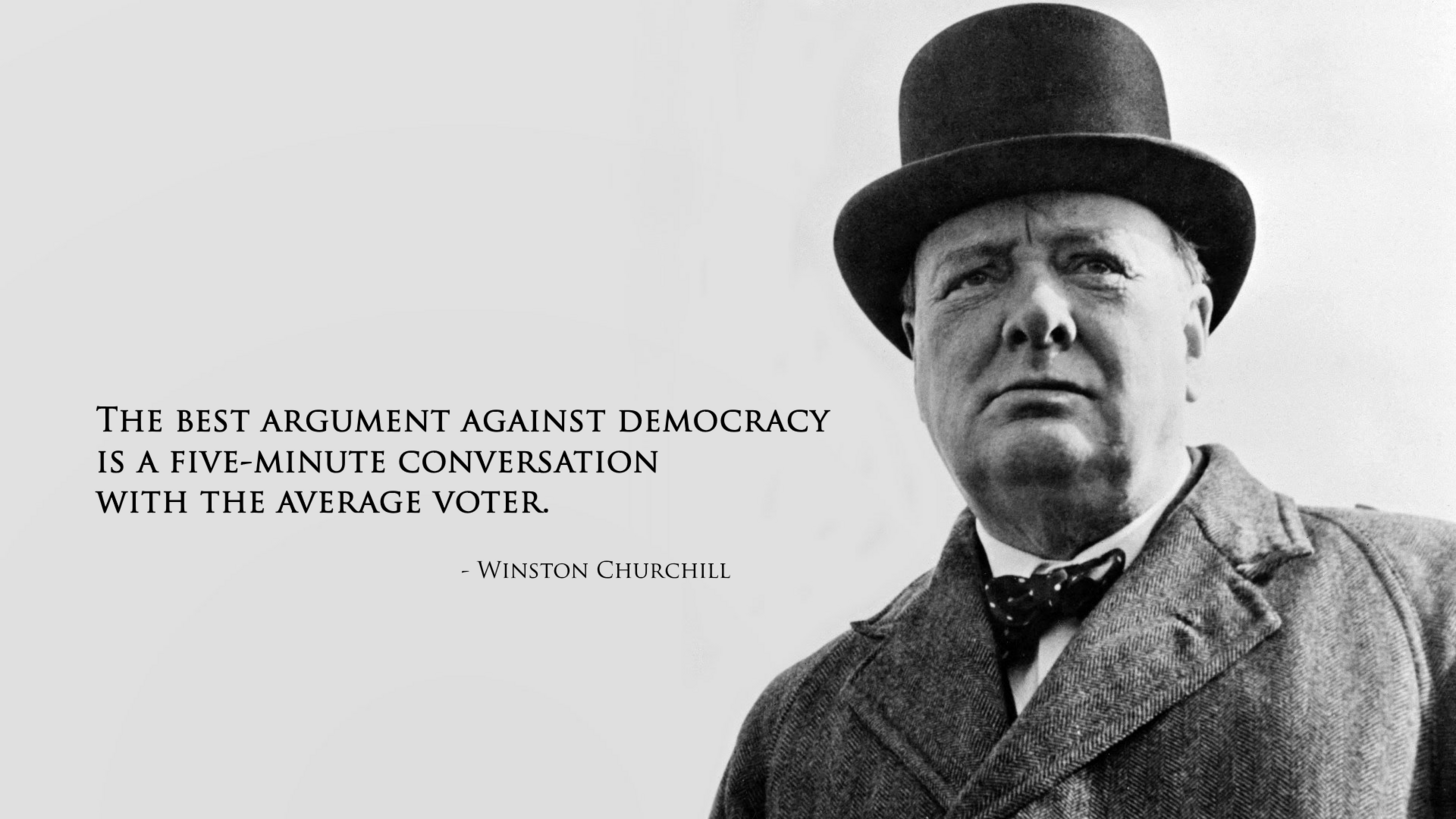 The best argument against democracy
is a five-minute conversation
with the average voter.
- Winston Churchill